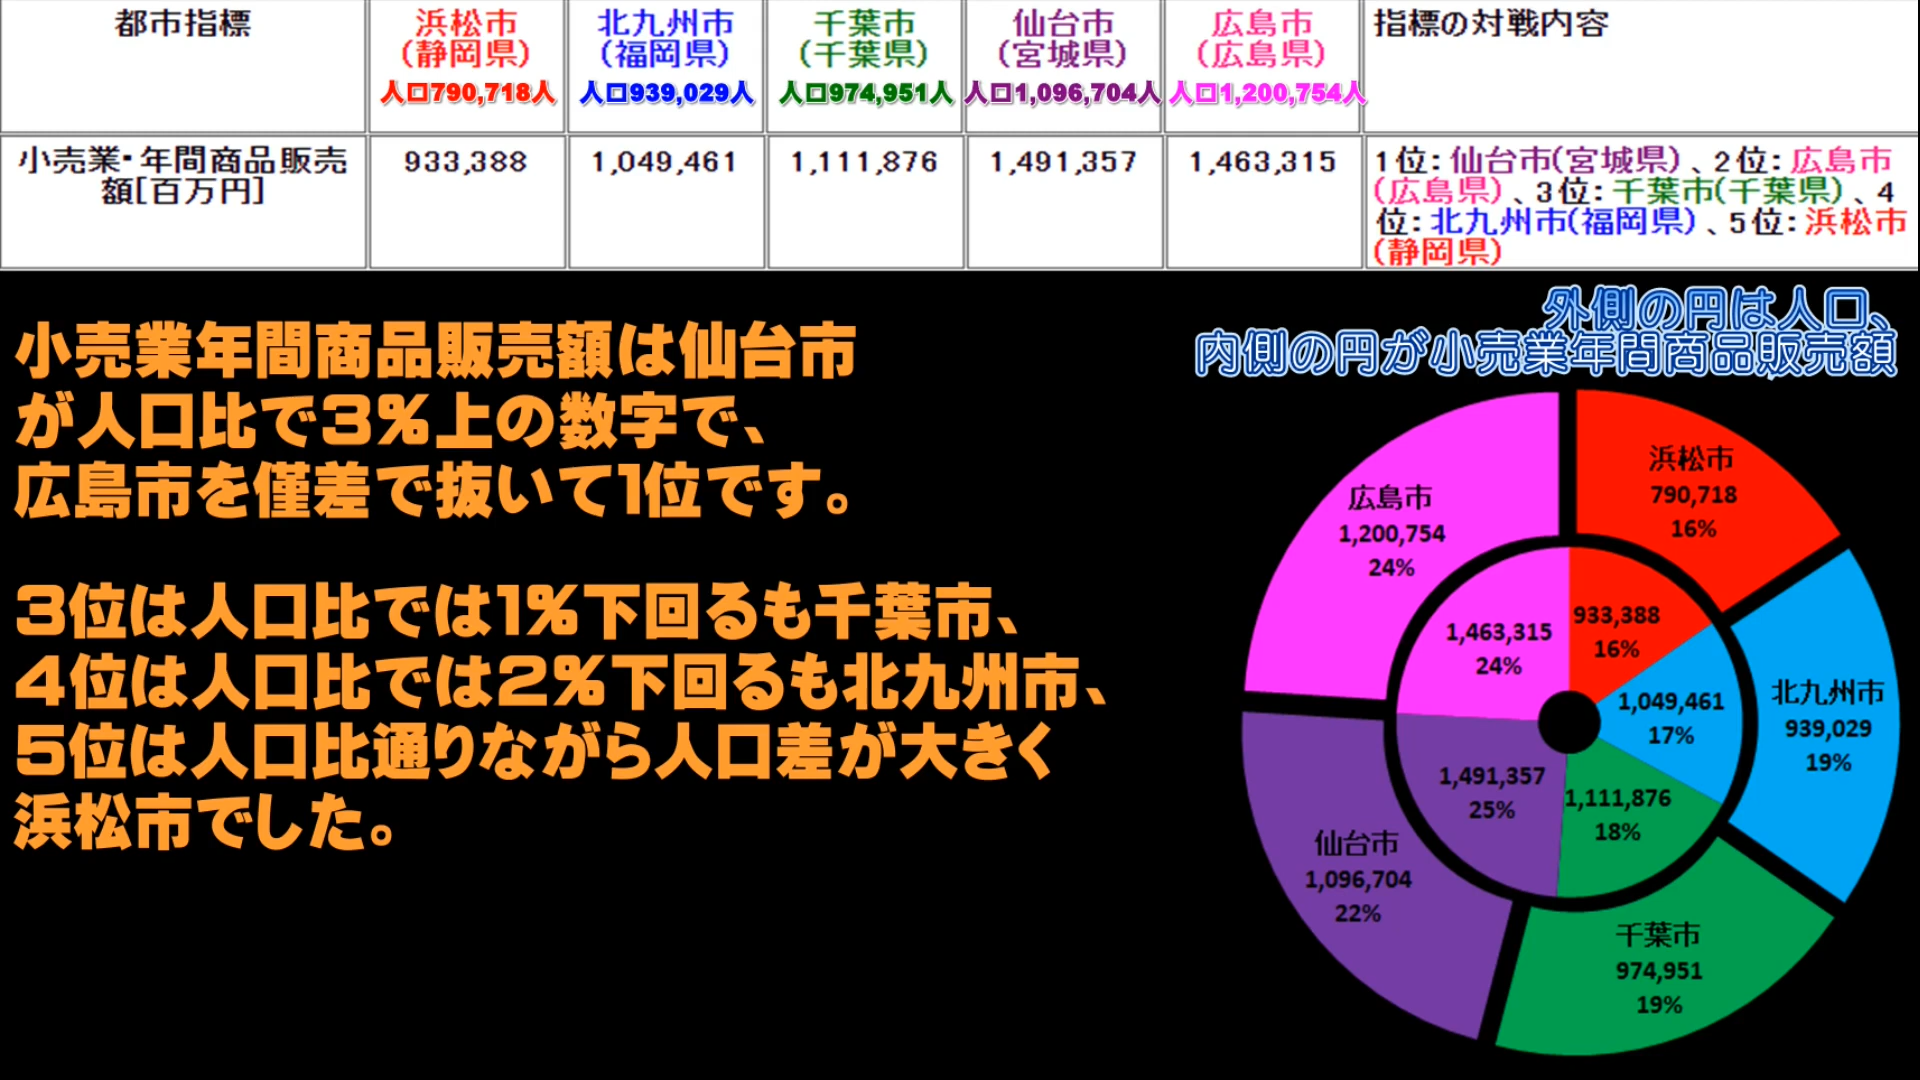 都市指標
浜松市
(静岡県)
人口790,718人
北九州市
(福岡県)
人口939,029人
千葉市
(千葉県)
人口974,951人
仙台市
(宮城県)
人口1,096,704人
広島市
(広島県)
人口1,200,754人
指標の対戦内容
小売業・年間商品販売
額[百万円]
933,388
1,049,461
1,111,876
1,491,357
1,463,315
1位:仙台市(宮城県)、2位:広島市
(広島県)、3位:千葉市(千葉県)、4
位:北九州市(福岡県)、5位:浜松市
(静岡県)
小売業年間商品販売額は仙台市
が人口比で3%上の数字で、
広島市を僅差で抜いて1位です。
3位は人口比では1%下回るも千葉市、
4位は人口比では2%下回るも北九州市、
5位は人口比通りながら人口差が大きく
浜松市でした。
外側の円は人口、
内側の円が小売業年間商品販売額
浜松市
790,718
16%
北九州市
939,029
19%
千葉市
974,951
19%
仙台市
1,096,704
22%
広島市
1,200,754
24%
933,388
16%
1,049,461
17%
1,111,876
18%
1,491,357
25%
1,463,315
24%